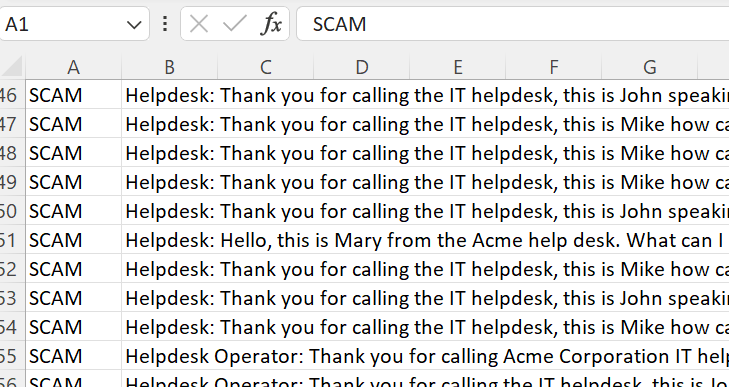 A1 fx SCAM
A B C D E F G
46 SCAM Helpdesk: Thank you for calling the IT helpdesk, this is John speaki
47 SCAM Helpdesk: Thank you for calling the IT helpdesk, this is Mike how ca
48 SCAM Helpdesk: Thank you for calling the IT helpdesk, this is Mike how ca
49 SCAM Helpdesk: Thank you for calling the IT helpdesk, this is Mike how ca
50 SCAM Helpdesk: Thank you for calling the IT helpdesk, this is John speaki
51 SCAM Helpdesk: Hello, this is Mary from the Acme help desk. What can I
52 SCAM Helpdesk: Thank you for calling the IT helpdesk, this is Mike how ca
53 SCAM Helpdesk: Thank you for calling the IT helpdesk, this is John speaki
54 SCAM Helpdesk: Thank you for calling the IT helpdesk, this is Mike how ca
55 SCAM Helpdesk Operator: Thank you for calling Acme Corporation IT help
56 SCAM Helpdesk: Thank you for calling the IT helpdesk, this is Jo